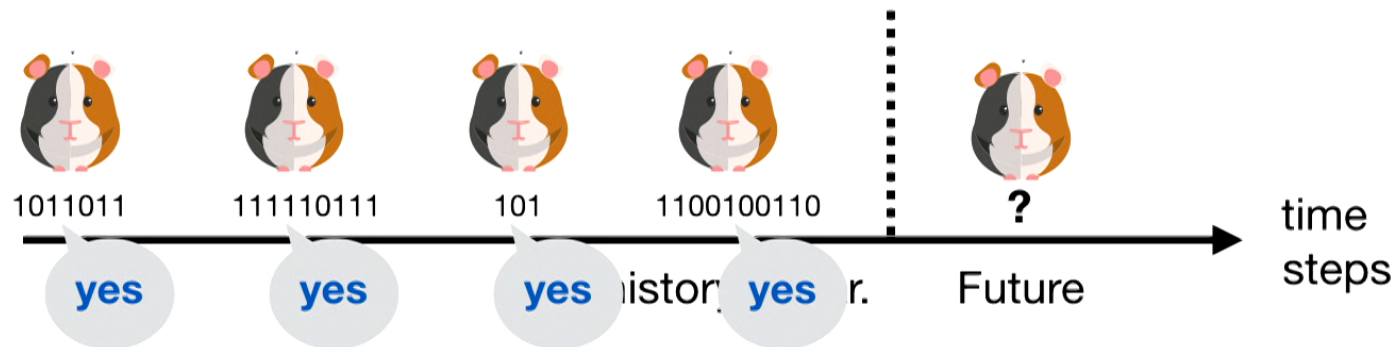 1011011 111110111 101 1100100110 ?
time
steps
yes yes yes yes Future